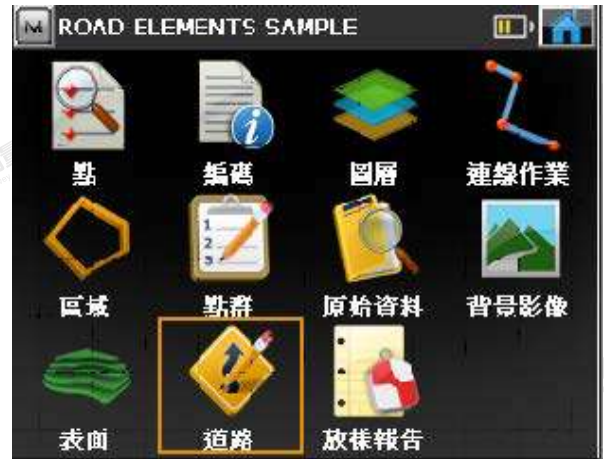 ROAD ELEMENTS SAMPLE
點 編碼 圖層 連線作業
區域 點群 原始資料 背景影像
表面 道路 放樣報告